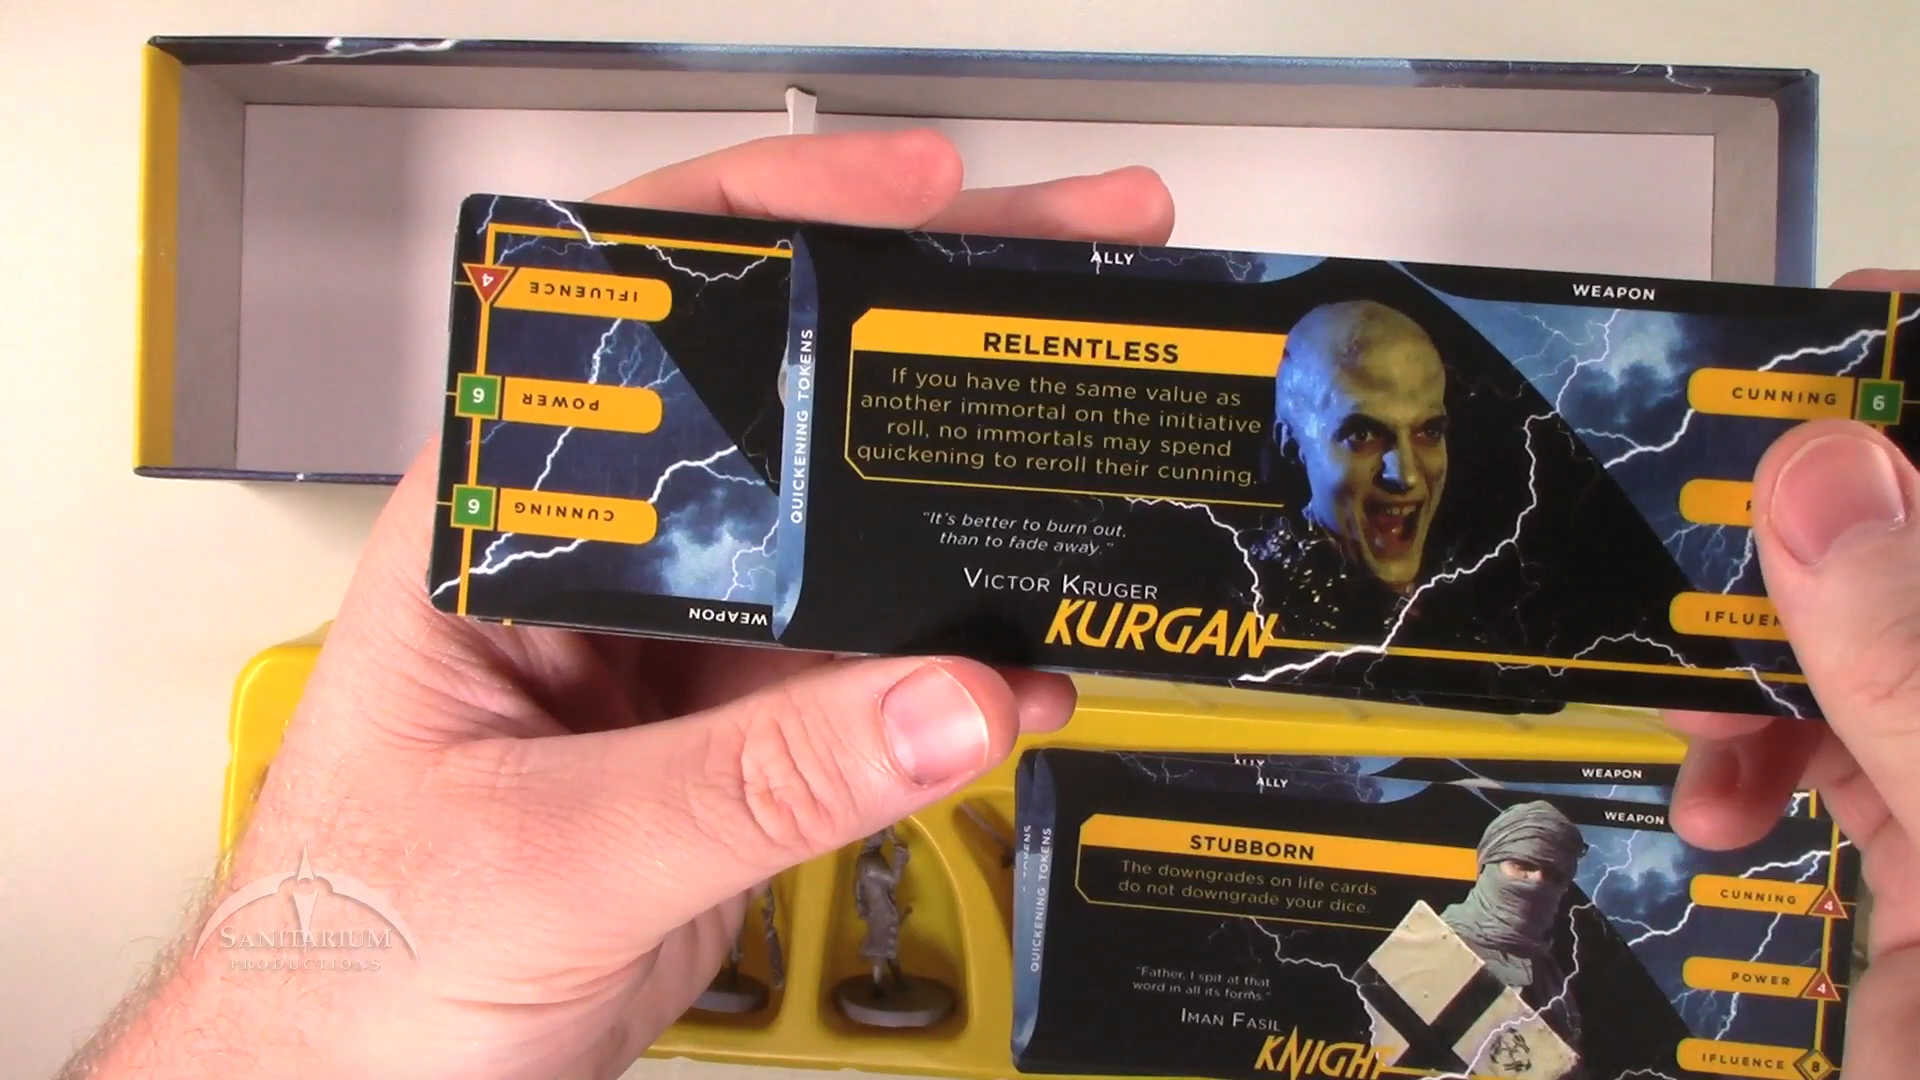 ALLY
WEAPON
IFLUENCE
4
POWER
6
CUNNING
6
WEAPON
QUICKENING TOKENS
RELENTLESS
If you have the same value as
another immortal on the initiative
roll, no immortals may spend
quickening to reroll their cunning.
"It's better to burn out,
than to fade away."
VICTOR KRUGER
KURGAN
CUNNING
6
P
IFLUEN
ALLY
ALLY
WEAPON
WEAPON
QUICKENING TOKENS
STUBBORN
The downgrades on life cards
do not downgrade your dice.
"Father, I spit at that
word in all its forms."
IMAN FASIL
KNIGHT
CUNNING
4
POWER
4
IFLUENCE
8
SANITARIUM
PRODUCTIONS